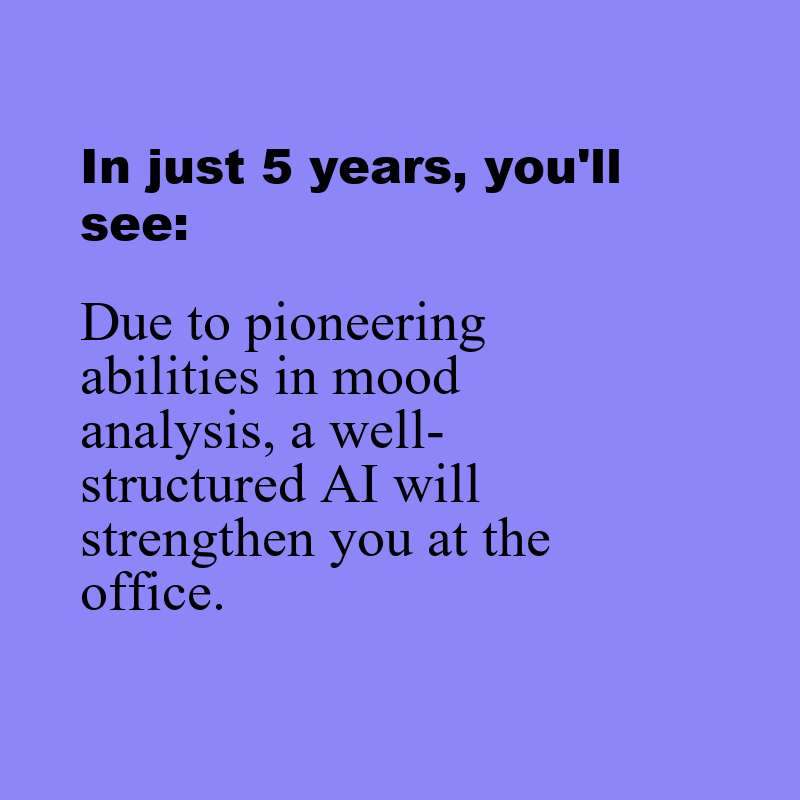 In just 5 years, you'll
see:
Due to pioneering
abilities in mood
analysis, a well-
structured AI will
strengthen you at the
office.